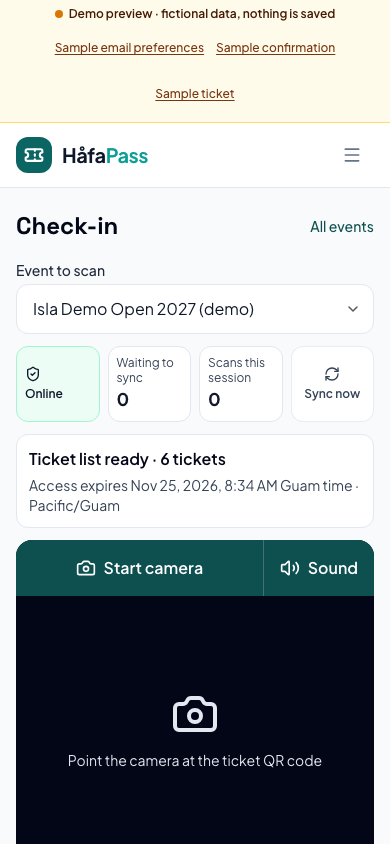 Demo preview · fictional data, nothing is saved
Sample email preferences Sample confirmation
Sample ticket
HåfaPass
Check-in
All events
Event to scan
Isla Demo Open 2027 (demo)
Online
Waiting to sync
0
Scans this session
0
Sync now
Ticket list ready · 6 tickets
Access expires Nov 25, 2026, 8:34 AM Guam time ·
Pacific/Guam
Start camera
Sound
Point the camera at the ticket QR code